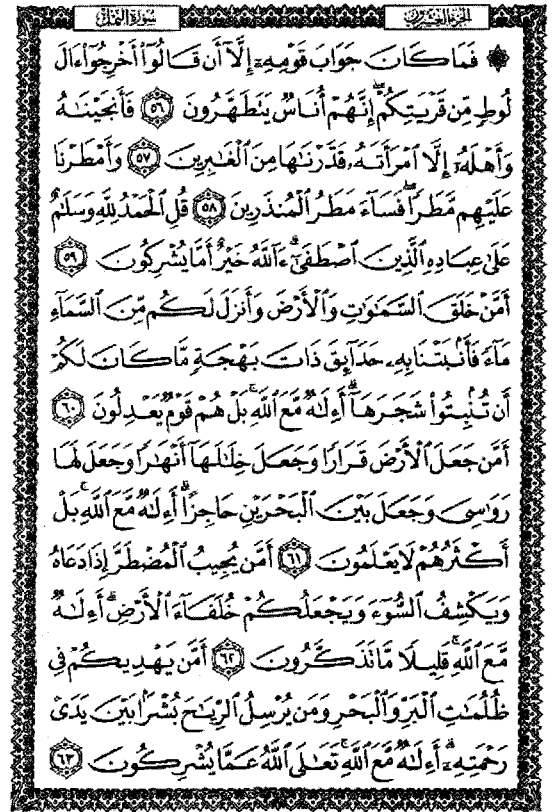 سورة النمل
الجزء العشرون
۞ فَمَا كَانَ جَوَابَ قَوْمِهِۦٓ إِلَّآ أَن قَالُوٓاْ أَخْرِجُوٓاْ ءَالَ
لُوطٍ مِّن قَرْيَتِكُمْۖ إِنَّهُمْ أُنَاسٌ يَتَطَهَّرُونَ ٥٦ فَأَنجَيْنَٰهُ
وَأَهْلَهُۥٓ إِلَّا ٱمْرَأَتَهُۥ قَدَّرْنَٰهَا مِنَ ٱلْغَٰبِرِينَ ٥٧ وَأَمْطَرْنَا
عَلَيْهِم مَّطَرًاۖ فَسَآءَ مَطَرُ ٱلْمُنذَرِينَ ٥٨ قُلِ ٱلْحَمْدُ لِلَّهِ وَسَلَٰمٌ
عَلَىٰ عِبَادِهِ ٱلَّذِينَ ٱصْطَفَىٰٓۗ ءَآللَّهُ خَيْرٌ أَمَّا يُشْرِكُونَ ٥٩
أَمَّنْ خَلَقَ ٱلسَّمَٰوَٰتِ وَٱلْأَرْضَ وَأَنزَلَ لَكُم مِّنَ ٱلسَّمَآءِ
مَآءً فَأَنۢبَتْنَا بِهِۦ حَدَآئِقَ ذَاتَ بَهْجَةٍ مَّا كَانَ لَكُمْ
أَن تُنۢبِتُواْ شَجَرَهَآۗ أَءِلَٰهٌ مَّعَ ٱللَّهِۚ بَلْ هُمْ قَوْمٌ يَعْدِلُونَ ٦٠
أَمَّن جَعَلَ ٱلْأَرْضَ قَرَارًا وَجَعَلَ خِلَٰلَهَآ أَنْهَٰرًا وَجَعَلَ لَهَا
رَوَٰسِىَ وَجَعَلَ بَيْنَ ٱلْبَحْرَيْنِ حَاجِزًاۗ أَءِلَٰهٌ مَّعَ ٱللَّهِۚ بَلْ
أَكْثَرُهُمْ لَا يَعْلَمُونَ ٦١ أَمَّن يُجِيبُ ٱلْمُضْطَرَّ إِذَا دَعَاهُ
وَيَكْشِفُ ٱلسُّوٓءَ وَيَجْعَلُكُمْ خُلَفَآءَ ٱلْأَرْضِۗ أَءِلَٰهٌ
مَّعَ ٱللَّهِۚ قَلِيلًا مَّا تَذَكَّرُونَ ٦٢ أَمَّن يَهْدِيكُمْ فِى
ظُلُمَٰتِ ٱلْبَرِّ وَٱلْبَحْرِ وَمَن يُرْسِلُ ٱلرِّيَٰحَ بُشْرًۢا بَيْنَ يَدَىْ
رَحْمَتِهِۦٓۗ أَءِلَٰهٌ مَّعَ ٱللَّهِۚ تَعَٰلَى ٱللَّهُ عَمَّا يُشْرِكُونَ ٦٣